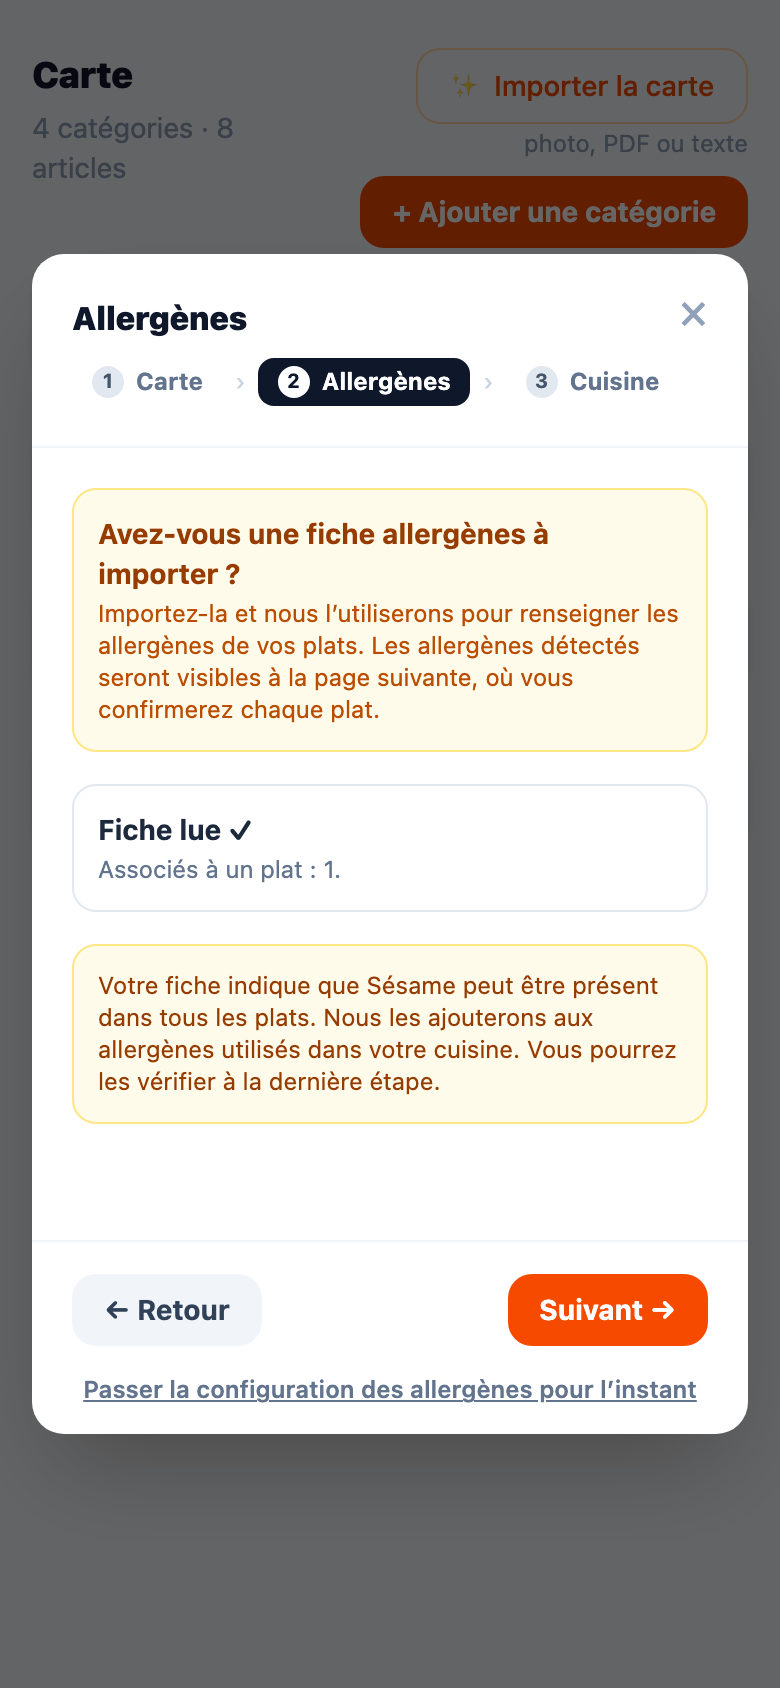 Carte
4 catégories · 8
articles
✨ Importer la carte
photo, PDF ou texte
+ Ajouter une catégorie
Allergènes
×
1 Carte › 2 Allergènes › 3 Cuisine
Avez-vous une fiche allergènes à
importer ?
Importez-la et nous l’utiliserons pour renseigner les
allergènes de vos plats. Les allergènes détectés
seront visibles à la page suivante, où vous
confirmerez chaque plat.
Fiche lue ✓
Associés à un plat : 1.
Votre fiche indique que Sésame peut être présent
dans tous les plats. Nous les ajouterons aux
allergènes utilisés dans votre cuisine. Vous pourrez
les vérifier à la dernière étape.
← Retour
Suivant →
Passer la configuration des allergènes pour l’instant